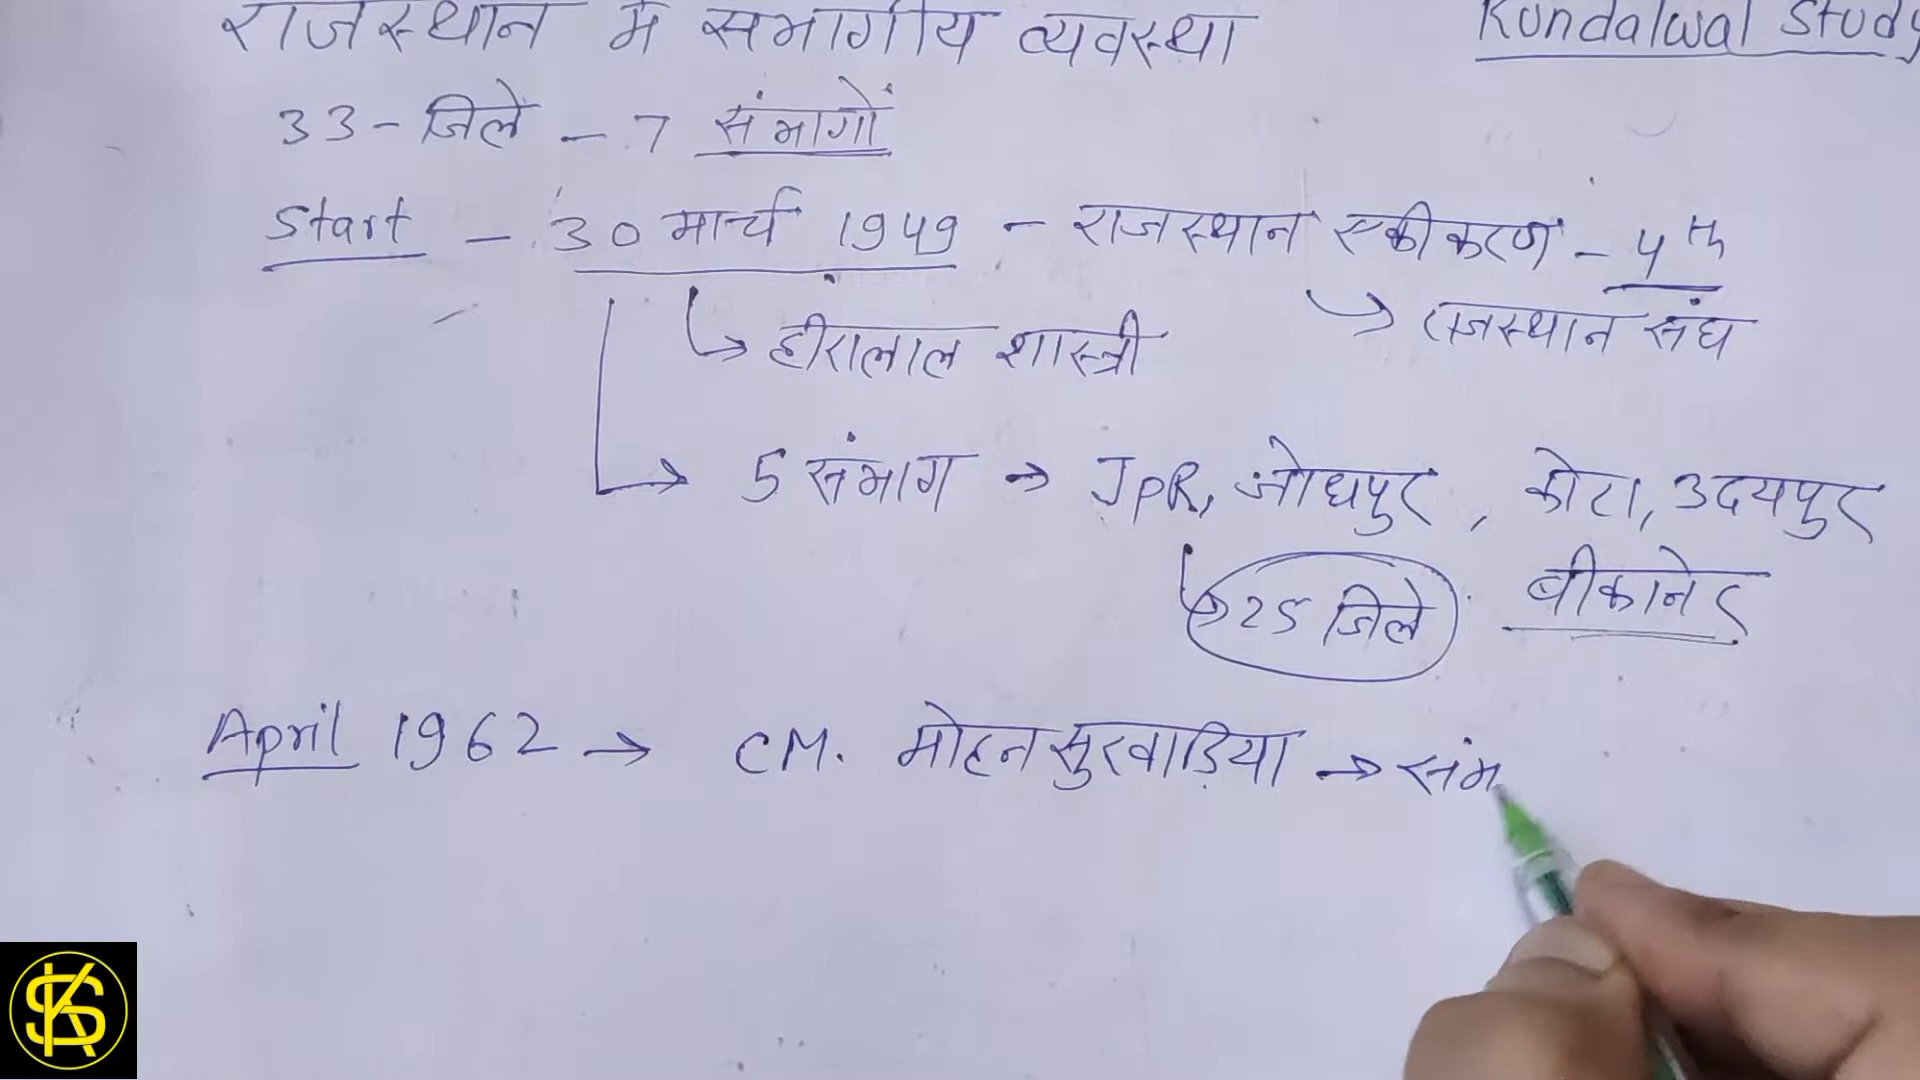 राजस्थान में सभागीय व्यवस्था
Kundalwal Study
33 - जिले - 7 संभागों
Start - 30 मार्च 1949 - राजस्थान एकीकरण - 4th
↳ हीरालाल शास्त्री
↳ राजस्थान संघ
→ 5 संभाग → JPR, जोधपुर, कोटा, उदयपुर
बीकानेर
↳ 25 जिले
April 1962 → CM. मोहन सुखाड़िया → संभ